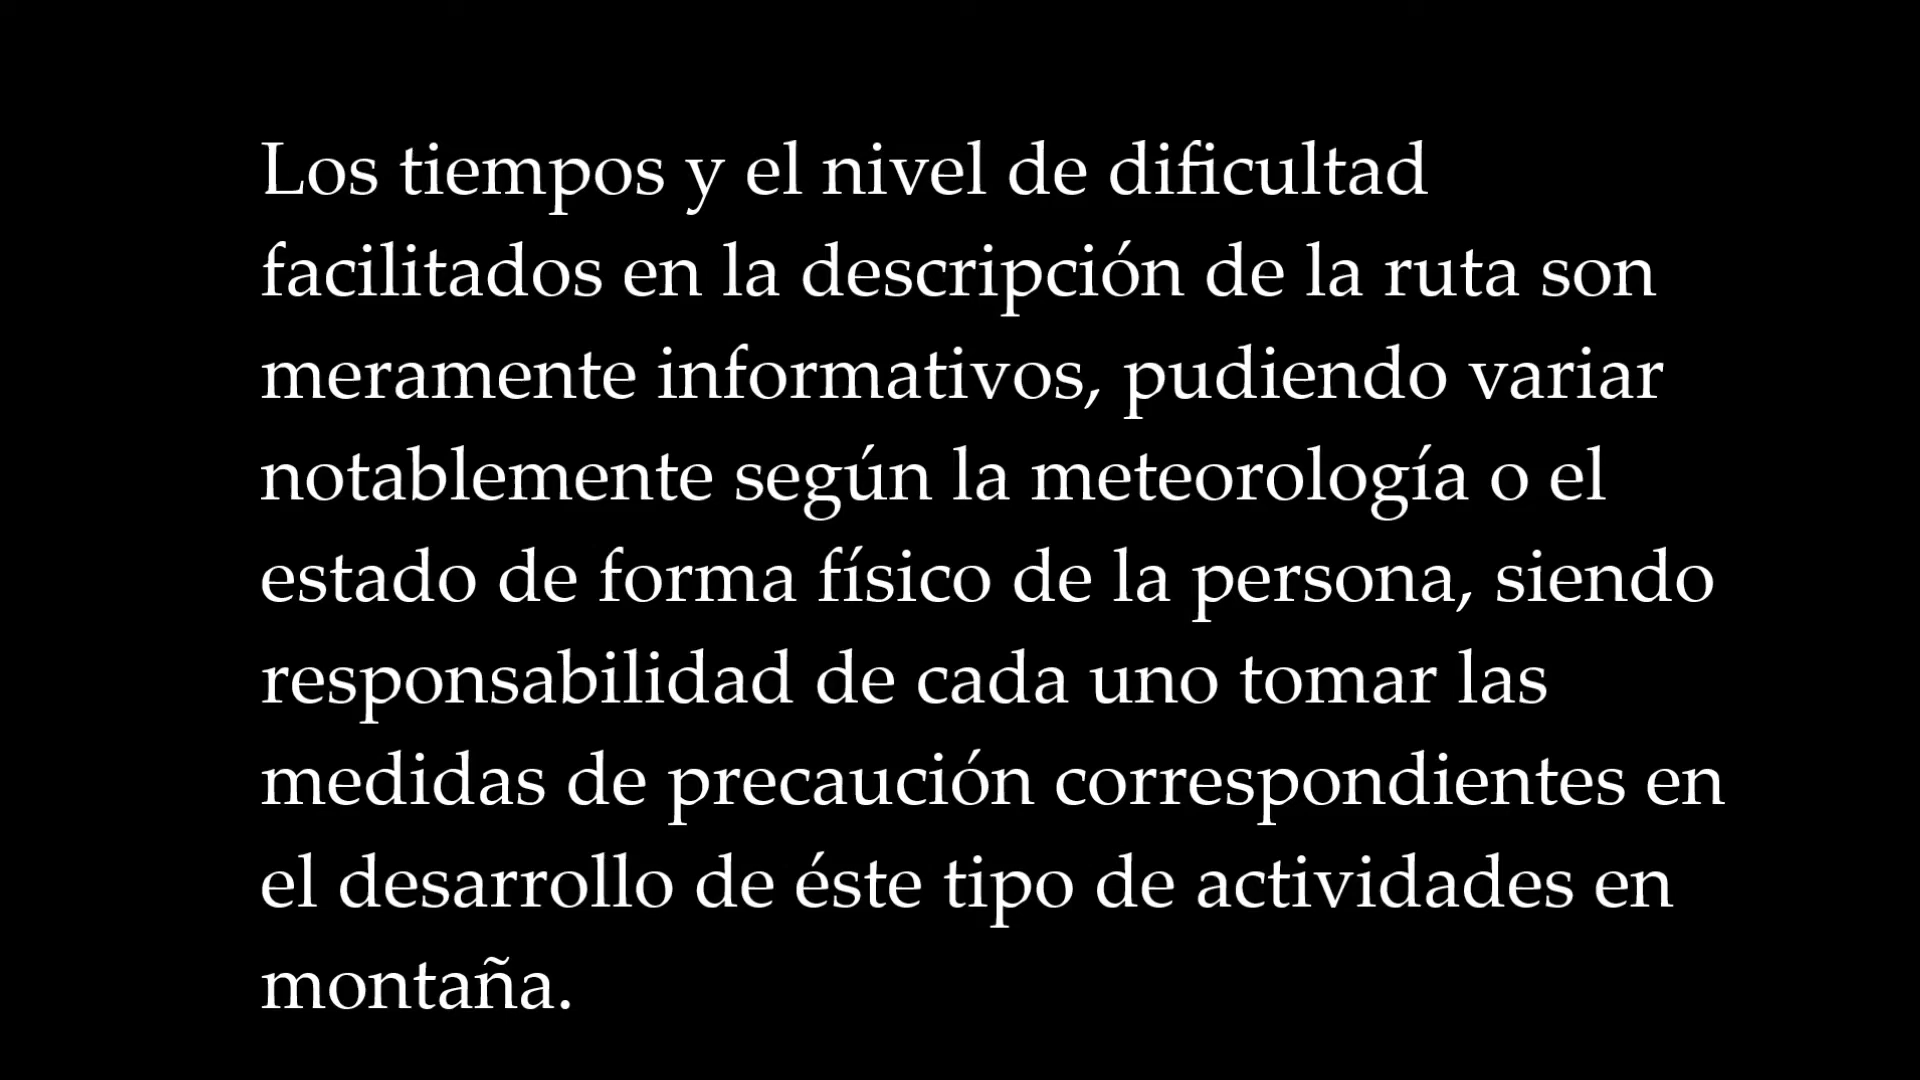 Los tiempos y el nivel de dificultad
facilitados en la descripción de la ruta son
meramente informativos, pudiendo variar
notablemente según la meteorología o el
estado de forma físico de la persona, siendo
responsabilidad de cada uno tomar las
medidas de precaución correspondientes en
el desarrollo de éste tipo de actividades en
montaña.